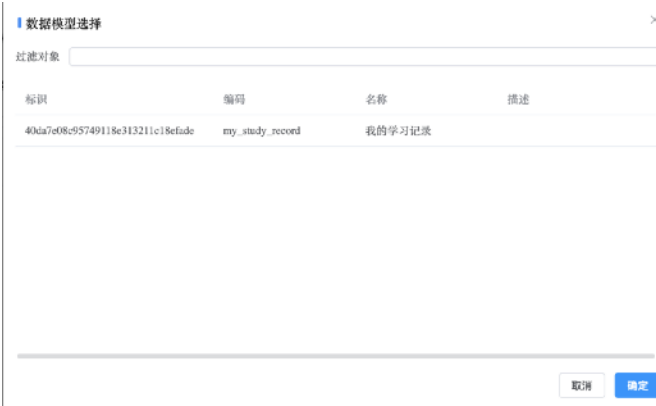 数据模型选择
过滤对象
标识 编码 名称 描述
40da7e08c95749118e313211c18efade my_study_record 我的学习记录
取消 确定